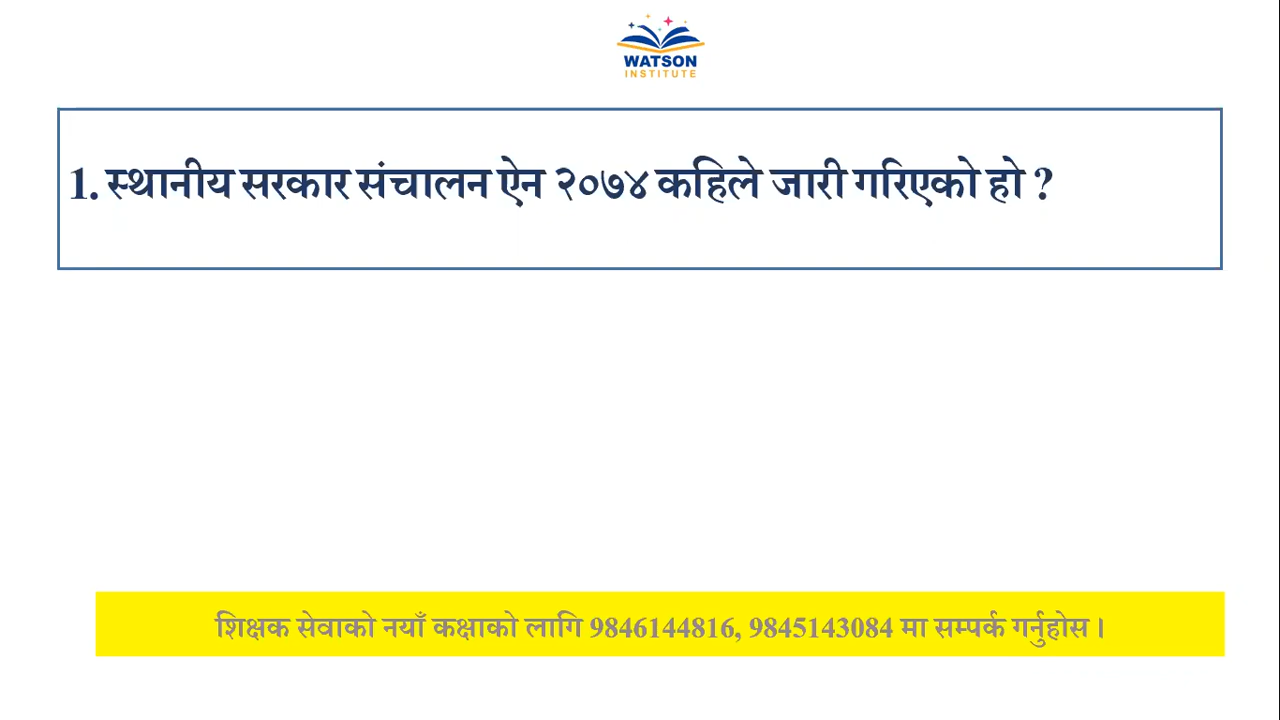 WATSON
INSTITUTE
1. स्थानीय सरकार संचालन ऐन २०७४ कहिले जारी गरिएको हो ?
शिक्षक सेवाको नयाँ कक्षाको लागि 9846144816, 9845143084 मा सम्पर्क गर्नुहोस ।